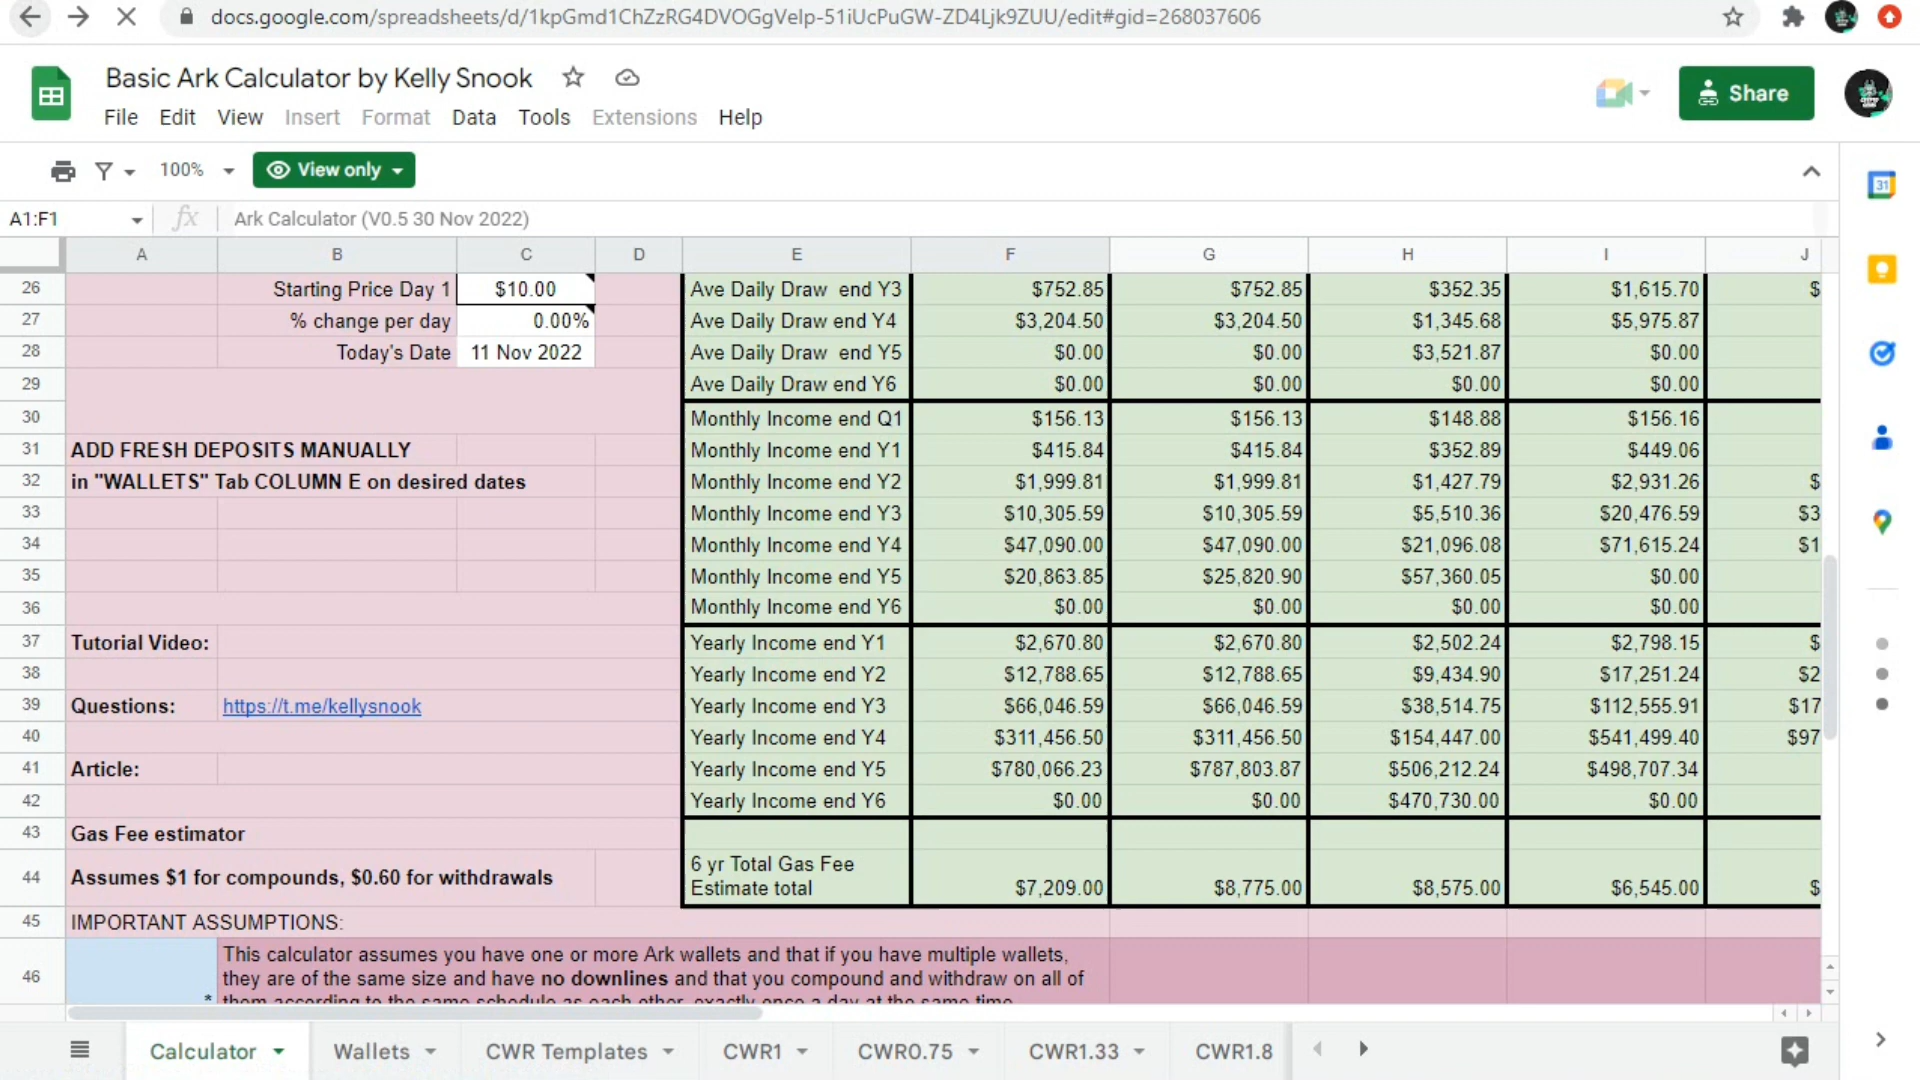 docs.google.com/spreadsheets/d/1kpGmd1ChZzRG4DVOGgVelp-51iUcPuGW-ZD4Ljk9ZUU/edit#gid=268037606
Basic Ark Calculator by Kelly Snook
Share
File Edit View Insert Format Data Tools Extensions Help
100% View only
31
A1:F1 fx Ark Calculator (V0.5 30 Nov 2022)
A B C D E F G H I J
26 Starting Price Day 1 $10.00 Ave Daily Draw end Y3 $752.85 $752.85 $352.35 $1,615.70 $
27 % change per day 0.00% Ave Daily Draw end Y4 $3,204.50 $3,204.50 $1,345.68 $5,975.87
28 Today's Date 11 Nov 2022 Ave Daily Draw end Y5 $0.00 $0.00 $3,521.87 $0.00
29 Ave Daily Draw end Y6 $0.00 $0.00 $0.00 $0.00
30 Monthly Income end Q1 $156.13 $156.13 $148.88 $156.16
31 ADD FRESH DEPOSITS MANUALLY Monthly Income end Y1 $415.84 $415.84 $352.89 $449.06
32 in "WALLETS" Tab COLUMN E on desired dates Monthly Income end Y2 $1,999.81 $1,999.81 $1,427.79 $2,931.26 $
33 Monthly Income end Y3 $10,305.59 $10,305.59 $5,510.36 $20,476.59 $3
34 Monthly Income end Y4 $47,090.00 $47,090.00 $21,096.08 $71,615.24 $1
35 Monthly Income end Y5 $20,863.85 $25,820.90 $57,360.05 $0.00
36 Monthly Income end Y6 $0.00 $0.00 $0.00 $0.00
37 Tutorial Video: Yearly Income end Y1 $2,670.80 $2,670.80 $2,502.24 $2,798.15 $
38 Yearly Income end Y2 $12,788.65 $12,788.65 $9,434.90 $17,251.24 $2
39 Questions: https://t.me/kellysnook Yearly Income end Y3 $66,046.59 $66,046.59 $38,514.75 $112,555.91 $17
40 Yearly Income end Y4 $311,456.50 $311,456.50 $154,447.00 $541,499.40 $97
41 Article: Yearly Income end Y5 $780,066.23 $787,803.87 $506,212.24 $498,707.34
42 Yearly Income end Y6 $0.00 $0.00 $470,730.00 $0.00
43 Gas Fee estimator
6 yr Total Gas Fee
44 Assumes $1 for compounds, $0.60 for withdrawals Estimate total $7,209.00 $8,775.00 $8,575.00 $6,545.00 $
45 IMPORTANT ASSUMPTIONS:
This calculator assumes you have one or more Ark wallets and that if you have multiple wallets,
46 they are of the same size and have no downlines and that you compound and withdraw on all of
* them according to the same schedule as each other, exactly once a day at the same time
Calculator Wallets CWR Templates CWR1 CWR0.75 CWR1.33 CWR1.8